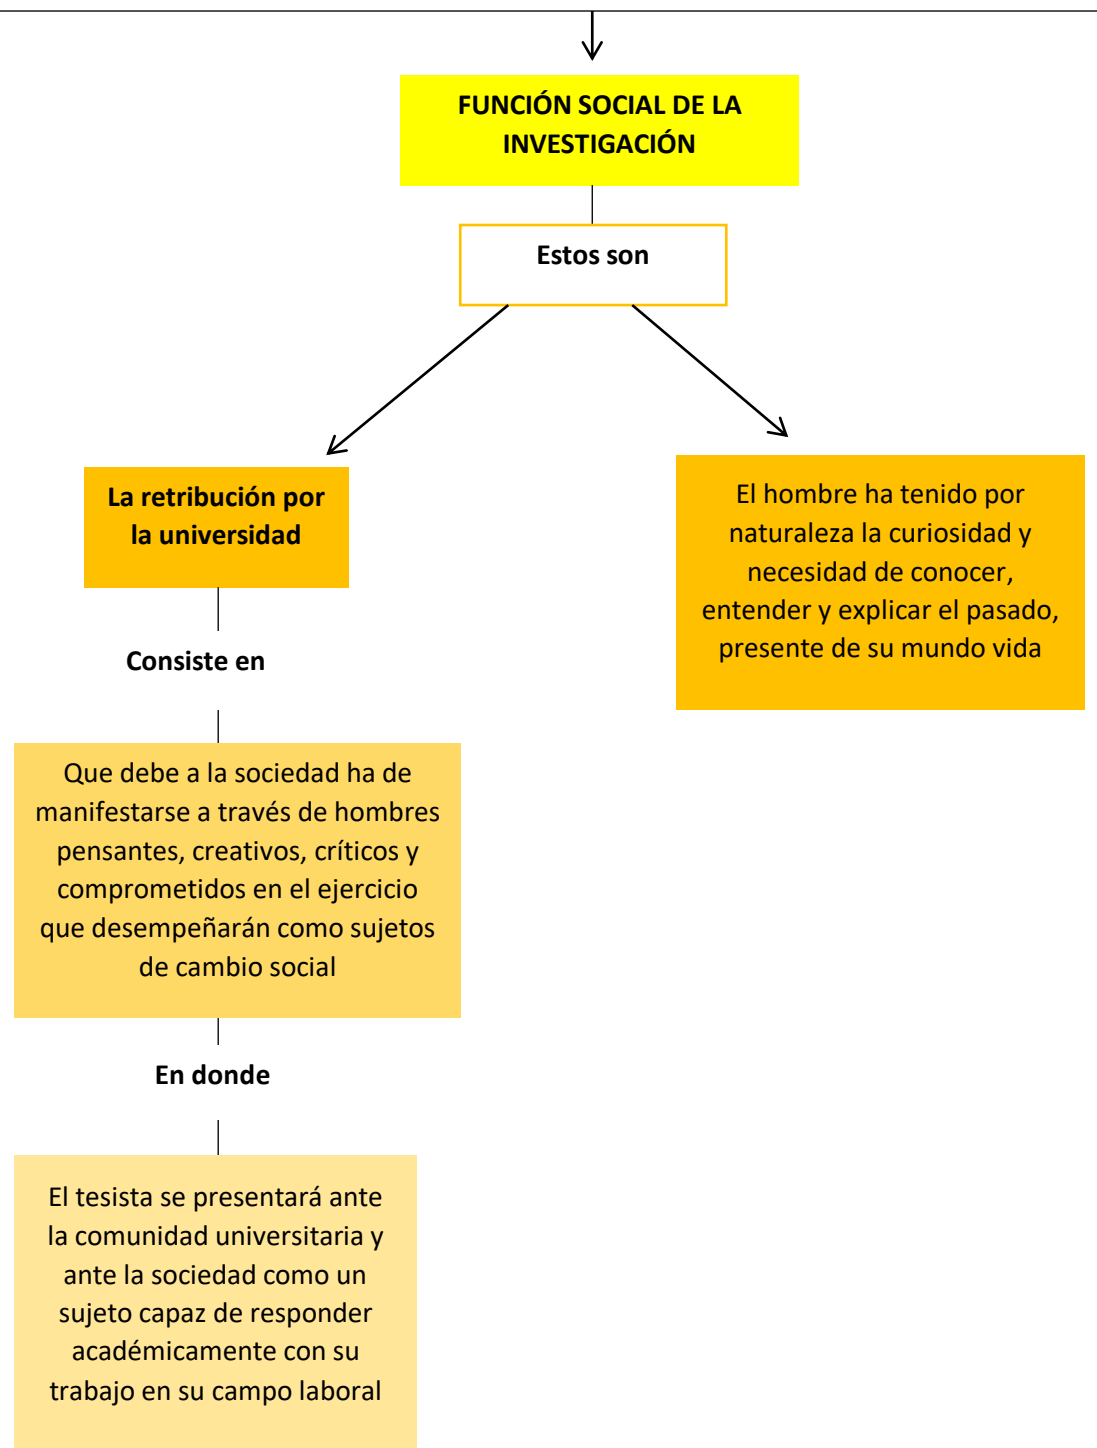 FUNCIÓN SOCIAL DE LA
INVESTIGACIÓN
Estos son
La retribución por
la universidad
El hombre ha tenido por
naturaleza la curiosidad y
necesidad de conocer,
entender y explicar el pasado,
presente de su mundo vida
Consiste en
Que debe a la sociedad ha de
manifestarse a través de hombres
pensantes, creativos, críticos y
comprometidos en el ejercicio
que desempeñarán como sujetos
de cambio social
En donde
El tesista se presentará ante
la comunidad universitaria y
ante la sociedad como un
sujeto capaz de responder
académicamente con su
trabajo en su campo laboral